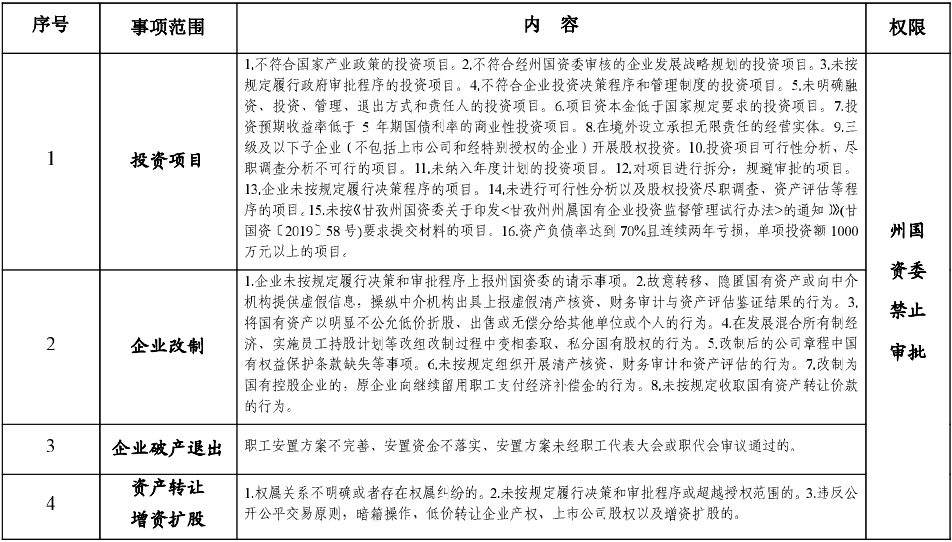 序号 事项范围 内 容 权限
1 投资项目
1.不符合国家产业政策的投资项目。2.不符合经州国资委审核的企业发展战略规划的投资项目。3.未按
规定履行政府审批程序的投资项目。4.不符合企业投资决策程序和管理制度的投资项目。5.未明确融
资、投资、管理、退出方式和责任人的投资项目。6.项目资本金低于国家规定要求的投资项目。7.投
资预期收益率低于 5 年期国债利率的商业性投资项目。8.在境外设立承担无限责任的经营实体。9.三
级及以下子企业（不包括上市公司和经特别授权的企业）开展股权投资。10.投资项目可行性分析、尽
职调查分析不可行的项目。11.未纳入年度计划的投资项目。12.对项目进行拆分，规避审批的项目。
13.企业未按规定履行决策程序的项目。14.未进行可行性分析以及股权投资尽职调查、资产评估等程
序的项目。15.未按《甘孜州国资委关于印发<甘孜州州属国有企业投资监督管理试行办法>的通知》》(甘
国资〔2019〕58 号)要求提交材料的项目。16.资产负债率达到 70%且连续两年亏损，单项投资额 1000
万元以上的项目。
2 企业改制
1.企业未按规定履行决策和审批程序上报州国资委的请示事项。2.故意转移、隐匿国有资产或向中介
机构提供虚假信息，操纵中介机构出具上报虚假清产核资、财务审计与资产评估鉴证结果的行为。3.
将国有资产以明显不公允低价折股、出售或无偿分给其他单位或个人的行为。4.在发展混合所有制经
济、实施员工持股计划等改组改制过程中变相套取、私分国有股权的行为。5.改制后的公司章程中国
有权益保护条款缺失等事项。6.未按规定组织开展清产核资、财务审计和资产评估的行为。7.改制为
国有控股企业的，原企业向继续留用职工支付经济补偿金的行为。8.未按规定收取国有资产转让价款
的行为。
3 企业破产退出 职工安置方案不完善、安置资金不落实、安置方案未经职工代表大会或职代会审议通过的。
4 资产转让
增资扩股
1.权属关系不明确或者存在权属纠纷的。2.未按规定履行决策和审批程序或超越授权范围的。3.违反公
开公平交易原则，暗箱操作、低价转让企业产权、上市公司股权以及增资扩股的。
州国
资委
禁止
审批